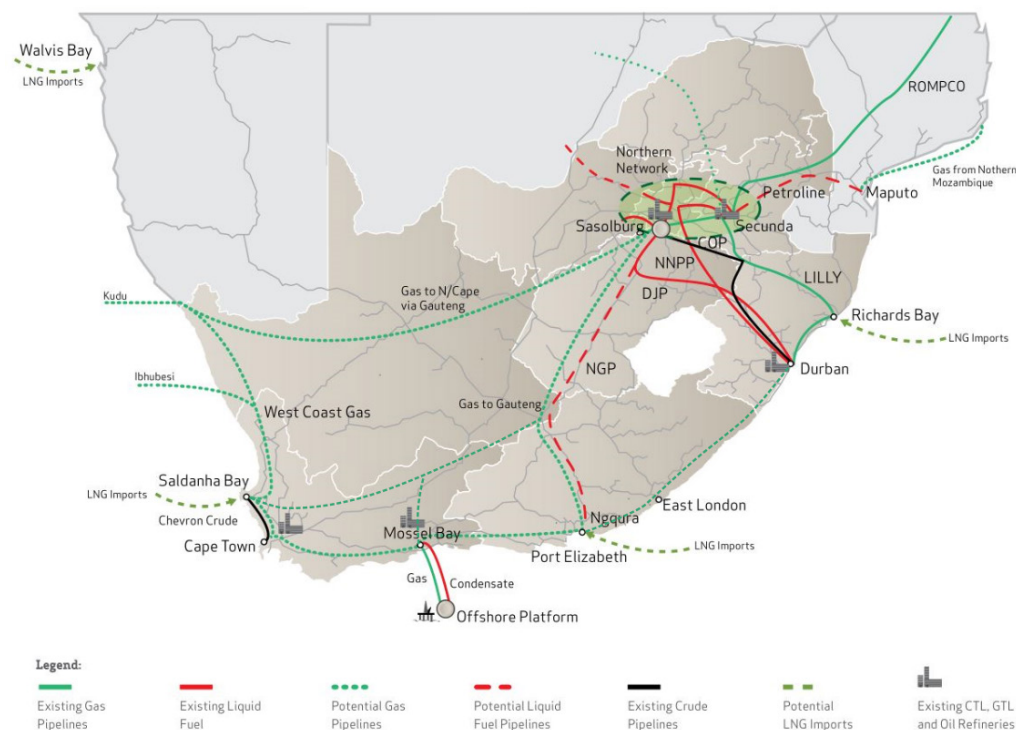 Walvis Bay
LNG Imports
ROMPCO
Northern
Network
Gas from Nothern
Mozambique
Petroline
Maputo
Sasolburg
Secunda
COP
NNPP
LILLY
DJP
Gas to N/Cape
via Gauteng
Kudu
Richards Bay
LNG Imports
Durban
NGP
Ibhubesi
Gas to Gauteng
West Coast Gas
Saldanha Bay
LNG Imports
Chevron Crude
East London
Ngqura
Cape Town
Mossel Bay
Port Elizabeth
LNG Imports
Gas
Condensate
Offshore Platform
Legend:
Existing Gas
Pipelines
Existing Liquid
Fuel
Potential Gas
Pipelines
Potential Liquid
Fuel Pipelines
Existing Crude
Pipelines
Potential
LNG Imports
Existing CTL, GTL
and Oil Refineries